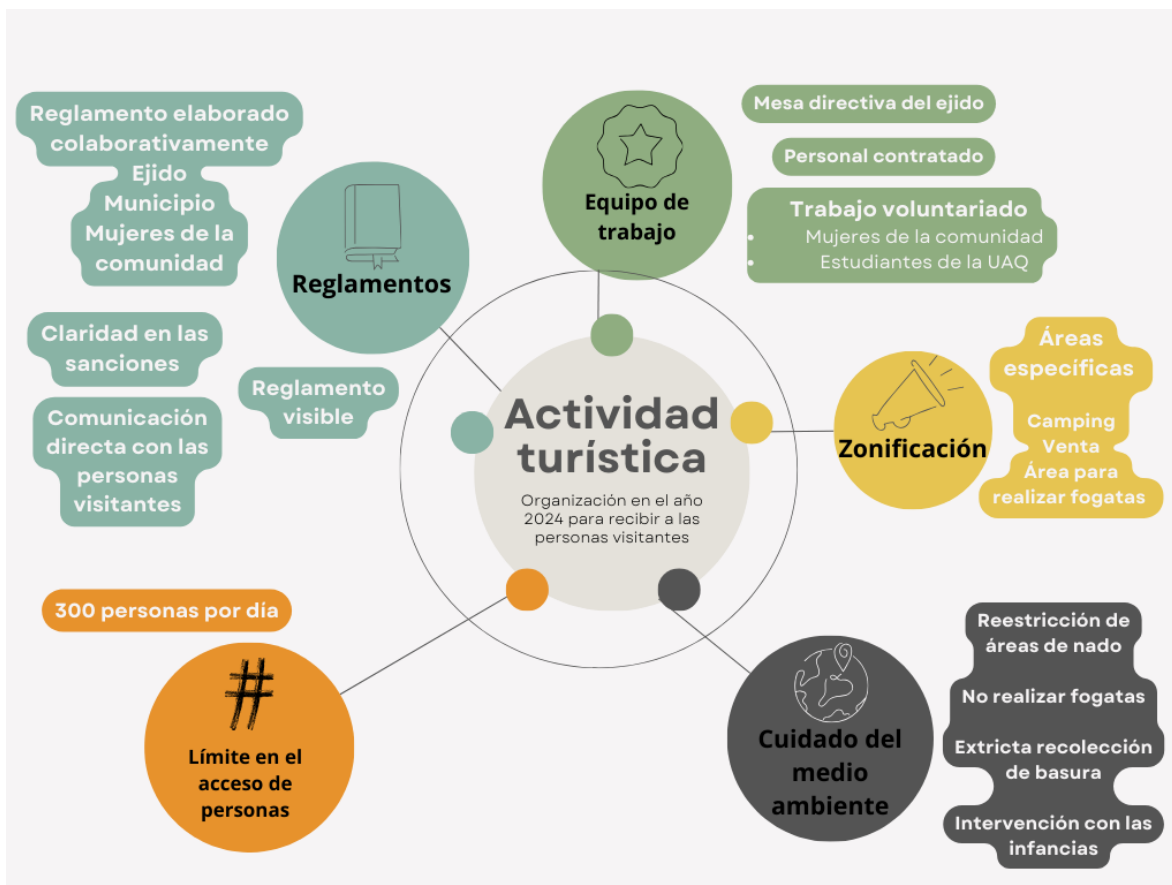 Reglamento elaborado
colaborativamente
Ejido
Municipio
Mujeres de la
comunidad
Reglamentos
Claridad en las
sanciones
Reglamento
visible
Comunicación
directa con las
personas
visitantes
Equipo de
trabajo
Mesa directiva del ejido
Personal contratado
Trabajo voluntariado
• Mujeres de la comunidad
• Estudiantes de la UAQ
Actividad
turística
Organización en el año
2024 para recibir a las
personas visitantes
Zonificación
Áreas
específicas
Camping
Venta
Área para
realizar fogatas
300 personas por día
#
Límite en el
acceso de
personas
Cuidado del
medio
ambiente
Reestricción de
áreas de nado
No realizar fogatas
Extricta recolección
de basura
Intervención con las
infancias